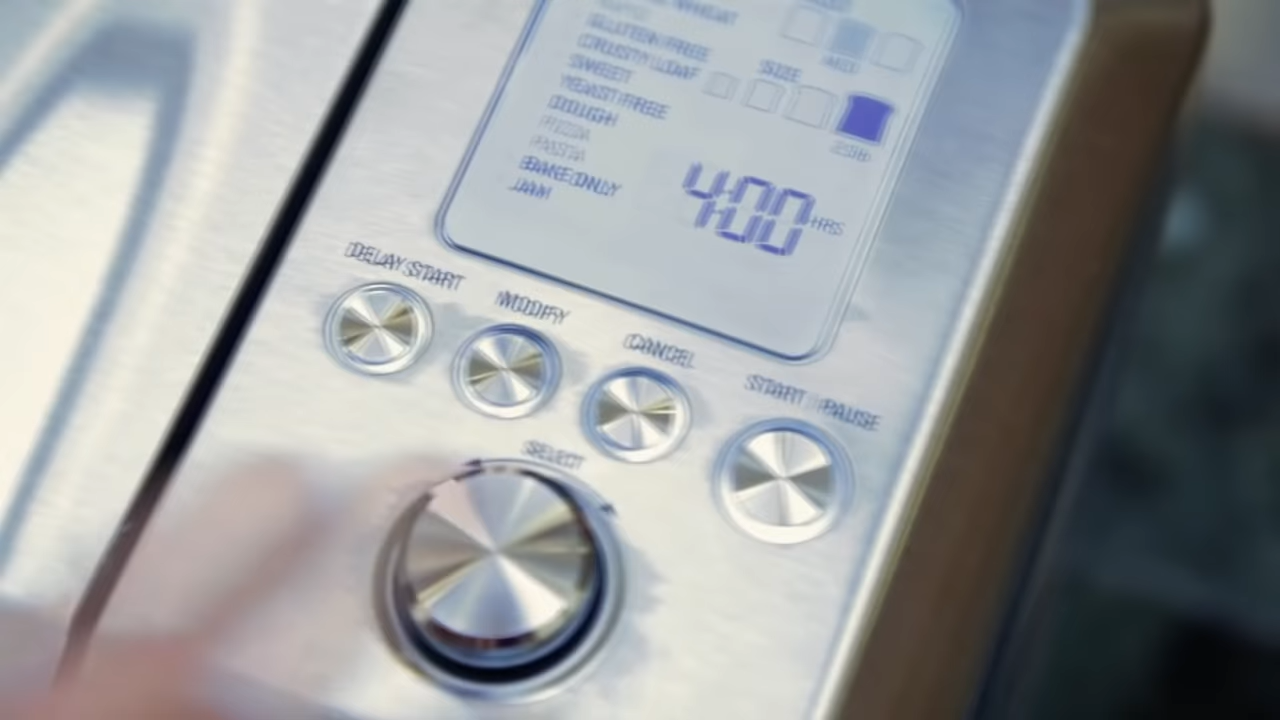 GLUTEN FREE
CRUSTY LOAF
SWEET
YEAST FREE
DOUGH
PIZZA
PASTA
BAKE ONLY
JAM
SIZE
4:00 HRS
DELAY START
MODIFY
CANCEL
START PAUSE
SELECT